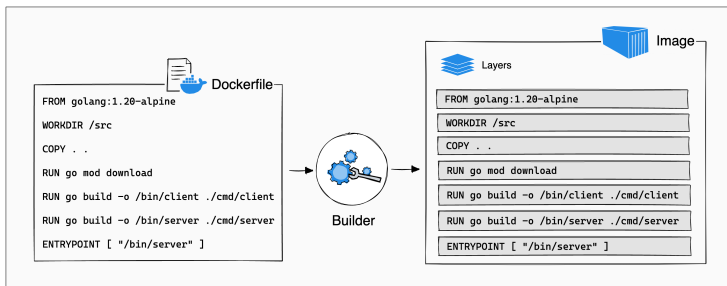 Dockerfile
FROM golang:1.20-alpine
WORKDIR /src
COPY . .
RUN go mod download
RUN go build -o /bin/client ./cmd/client
RUN go build -o /bin/server ./cmd/server
ENTRYPOINT [ "/bin/server" ]
Builder
Image
Layers
FROM golang:1.20-alpine
WORKDIR /src
COPY . .
RUN go mod download
RUN go build -o /bin/client ./cmd/client
RUN go build -o /bin/server ./cmd/server
ENTRYPOINT [ "/bin/server" ]